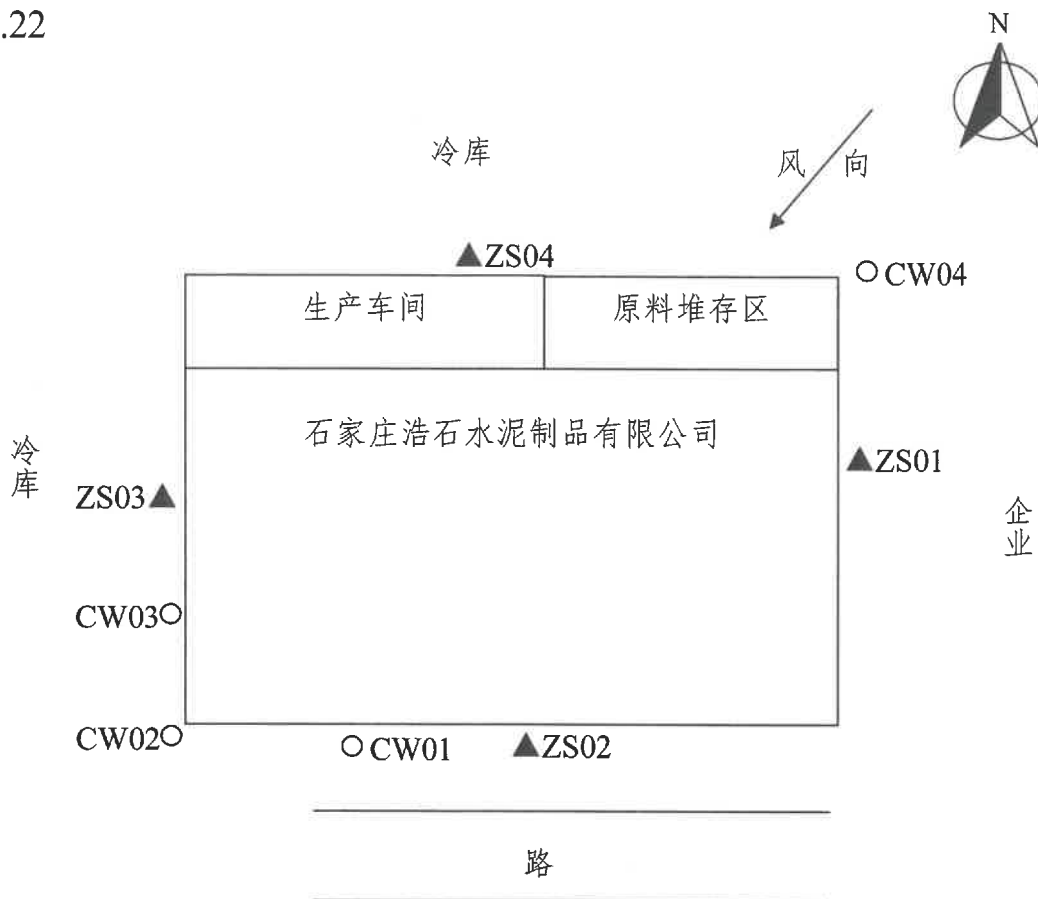 .22
N
冷库
风向
▲ZS04
○CW04
生产车间
原料堆存区
石家庄浩石水泥制品有限公司
冷库
▲ZS01
ZS03▲
企业
CW03○
CW02○
○CW01
▲ZS02
路